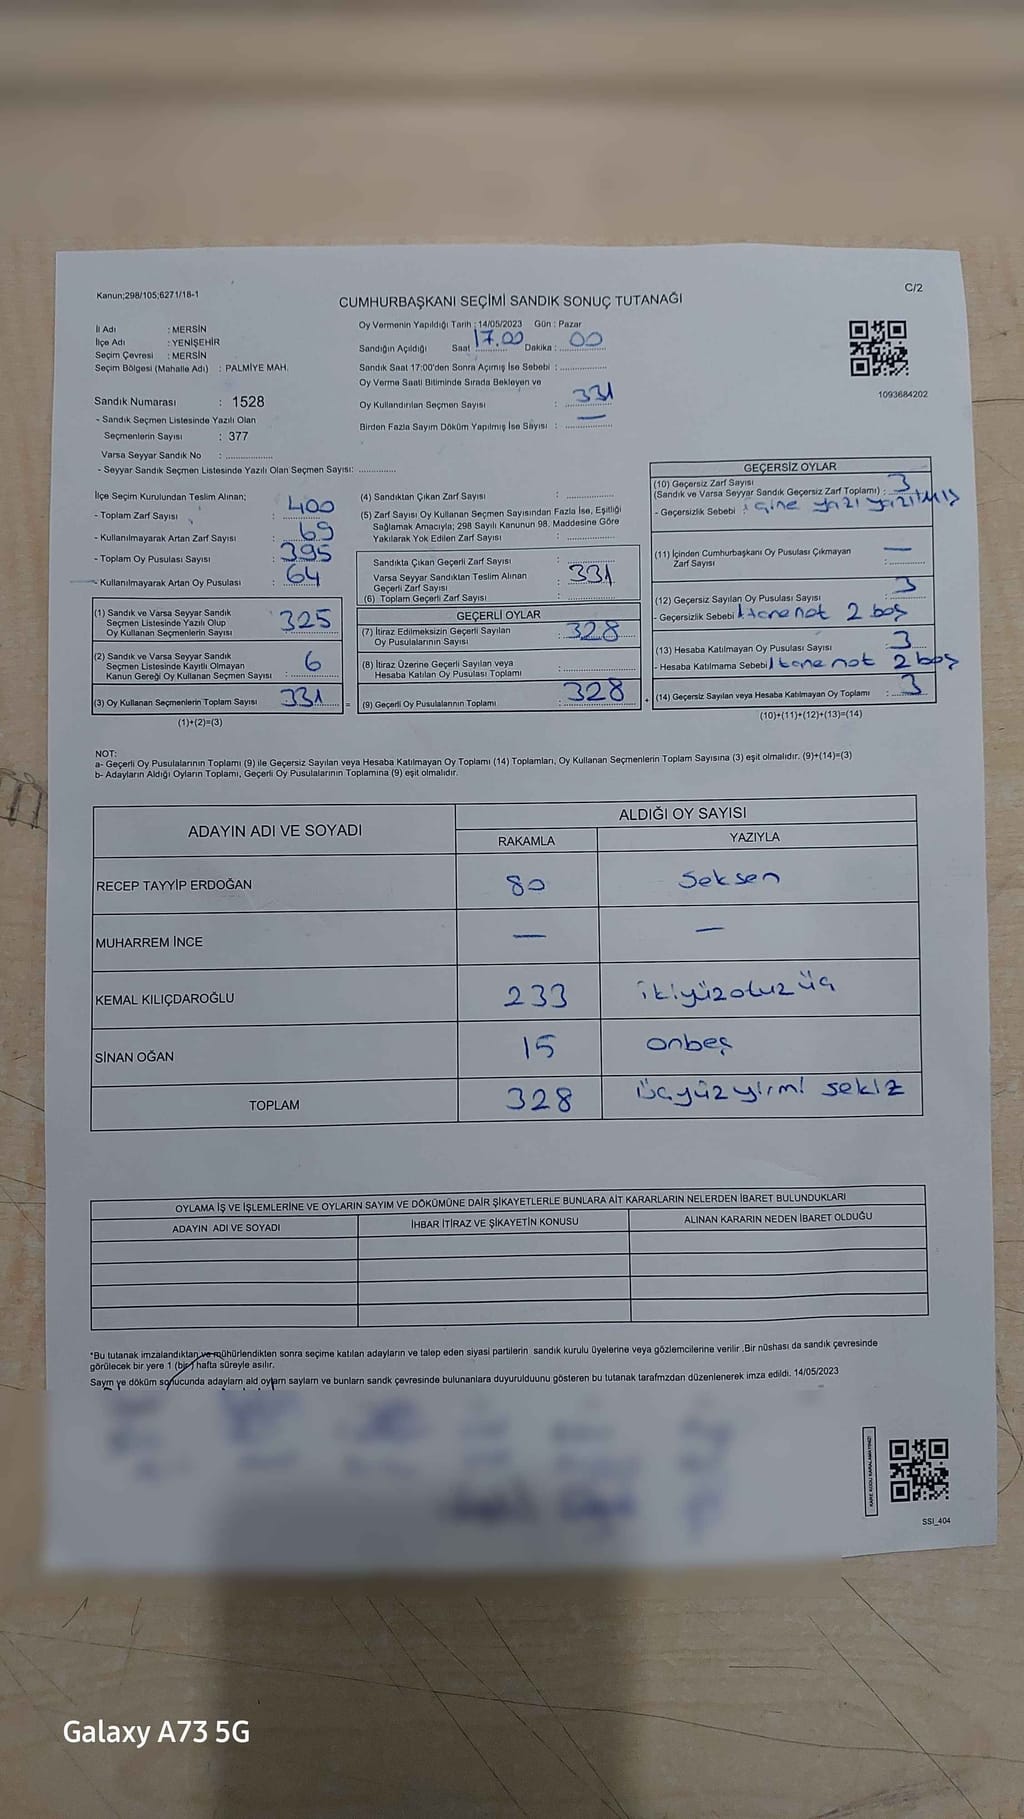 Kanun;298/105;6271/18-1
C/2
CUMHURBAŞKANI SEÇİMİ SANDIK SONUÇ TUTANAĞI
İl Adı : MERSİN
İlçe Adı : YENİŞEHİR
Seçim Çevresi : MERSİN
Seçim Bölgesi (Mahalle Adı) : PALMİYE MAH.
Sandık Numarası : 1528
- Sandık Seçmen Listesinde Yazılı Olan
Seçmenlerin Sayısı : 377
Varsa Seyyar Sandık No : ..............
- Seyyar Sandık Seçmen Listesinde Yazılı Olan Seçmen Sayısı: .............
Oy Vermenin Yapıldığı Tarih : 14/05/2023 Gün : Pazar
Sandığın Açıldığı Saat 17.00 Dakika : 00
Sandık Saat 17:00'den Sonra Açımış İse Sebebi : ..............
Oy Verme Saati Bitiminde Sırada Bekleyen ve
Oy Kullandırılan Seçmen Sayısı : 331
Birden Fazla Sayım Döküm Yapılmış İse Sayısı : —
1093684202
İlçe Seçim Kurulundan Teslim Alınan;
- Toplam Zarf Sayısı : 400
- Kullanılmayarak Artan Zarf Sayısı : 69
- Toplam Oy Pusulası Sayısı : 395
- Kullanılmayarak Artan Oy Pusulası : 64
(1) Sandık ve Varsa Seyyar Sandık
Seçmen Listesinde Yazılı Olup
Oy Kullanan Seçmenlerin Sayısı 325
(2) Sandık ve Varsa Seyyar Sandık
Seçmen Listesinde Kayıtlı Olmayan
Kanun Gereği Oy Kullanan Seçmen Sayısı : 6
(3) Oy Kullanan Seçmenlerin Toplam Sayısı 331 =
(1)+(2)=(3)
(4) Sandıktan Çıkan Zarf Sayısı : ..............
(5) Zarf Sayısı Oy Kullanan Seçmen Sayısından Fazla İse, Eşitliği
Sağlamak Amacıyla; 298 Sayılı Kanunun 98. Maddesine Göre
Yakılarak Yok Edilen Zarf Sayısı : ..............
Sandıkta Çıkan Geçerli Zarf Sayısı : ..............
Varsa Seyyar Sandıktan Teslim Alınan
Geçerli Zarf Sayısı : 331
(6) Toplam Geçerli Zarf Sayısı
GEÇERLİ OYLAR
(7) İtiraz Edilmeksizin Geçerli Sayılan
Oy Pusulalarının Sayısı : 328
(8) İtiraz Üzerine Geçerli Sayılan veya
Hesaba Katılan Oy Pusulası Toplamı : ..............
(9) Geçerli Oy Pusulalarının Toplamı : 328 +
GEÇERSİZ OYLAR
(10) Geçersiz Zarf Sayısı
(Sandık ve Varsa Seyyar Sandık Geçersiz Zarf Toplamı) : 3
- Geçersizlik Sebebi : içine yazı yazılmış
(11) İçinden Cumhurbaşkanı Oy Pusulası Çıkmayan —
Zarf Sayısı
(12) Geçersiz Sayılan Oy Pusulası Sayısı : 3
- Geçersizlik Sebebi 1 tane not 2 boş
(13) Hesaba Katılmayan Oy Pusulası Sayısı : 3
- Hesaba Katılmama Sebebi 1 tane not 2 boş
(14) Geçersiz Sayılan veya Hesaba Katılmayan Oy Toplamı : 3
(10)+(11)+(12)+(13)=(14)
NOT:
a- Geçerli Oy Pusulalarının Toplamı (9) ile Geçersiz Sayılan veya Hesaba Katılmayan Oy Toplamı (14) Toplamları, Oy Kullanan Seçmenlerin Toplam Sayısına (3) eşit olmalıdır. (9)+(14)=(3)
b- Adayların Aldığı Oyların Toplamı, Geçerli Oy Pusulalarının Toplamına (9) eşit olmalıdır.
ADAYIN ADI VE SOYADI ALDIĞI OY SAYISI
RAKAMLA YAZIYLA
RECEP TAYYİP ERDOĞAN 80 Seksen
MUHARREM İNCE — —
KEMAL KILIÇDAROĞLU 233 ikiyüzotuz üç
SİNAN OĞAN 15 onbeş
TOPLAM 328 üçyüz yirmi sekiz
OYLAMA İŞ VE İŞLEMLERİNE VE OYLARIN SAYIM VE DÖKÜMÜNE DAİR ŞİKAYETLERLE BUNLARA AİT KARARLARIN NELERDEN İBARET BULUNDUKLARI
ADAYIN ADI VE SOYADI İHBAR İTİRAZ VE ŞİKAYETİN KONUSU ALINAN KARARIN NEDEN İBARET OLDUĞU
*Bu tutanak imzalandıktan ve mühürlendikten sonra seçime katılan adayların ve talep eden siyasi partilerin sandık kurulu üyelerine veya gözlemcilerine verilir .Bir nüshası da sandık çevresinde
görülecek bir yere 1 (bir) hafta süreyle asılır.
Sayım ve döküm sonucunda adayların ald oyların sayılarn ve bunların sandk çevresinde bulunanlara duyurulduunu gösteren bu tutanak tarafmzdan düzenlenerek imza edildi. 14/05/2023
KARE KODU KARALAMAYINIZ!
SSI_404
Galaxy A73 5G